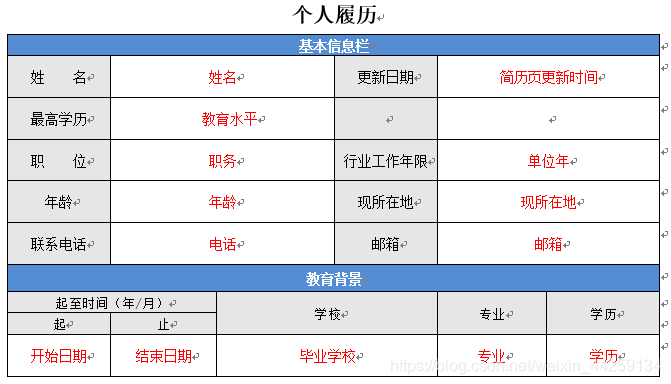 个人履历
基本信息栏
姓 名 姓名 更新日期 简历页更新时间
最高学历 教育水平
职 位 职务 行业工作年限 单位年
年龄 年龄 现所在地 现所在地
联系电话 电话 邮箱 邮箱
教育背景
起至时间（年/月） 学校 专业 学历
起 止
开始日期 结束日期 毕业学校 专业 学历
https://blog.csdn.net/weixin_44259134